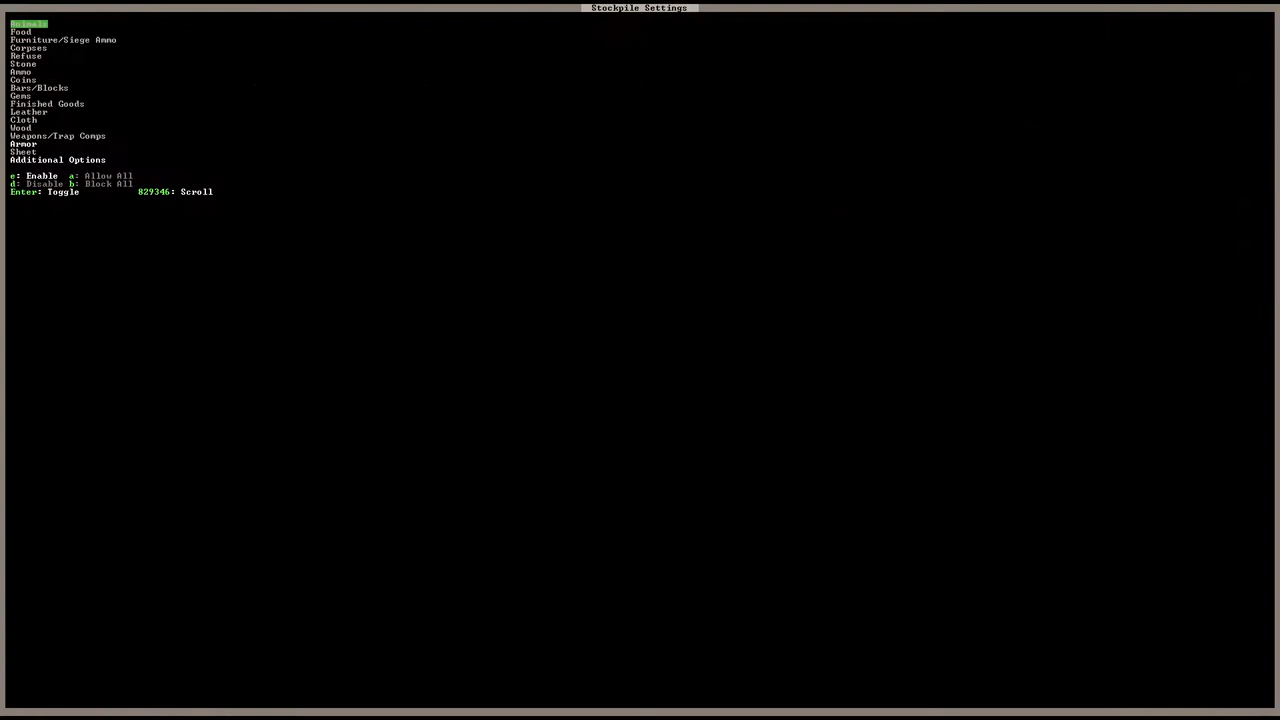 Stockpile Settings
Animals
Food
Furniture/Siege Ammo
Corpses
Refuse
Stone
Ammo
Coins
Bars/Blocks
Gems
Finished Goods
Leather
Cloth
Wood
Weapons/Trap Comps
Armor
Sheet
Additional Options
e: Enable a: Allow All
d: Disable b: Block All
Enter: Toggle 829346: Scroll